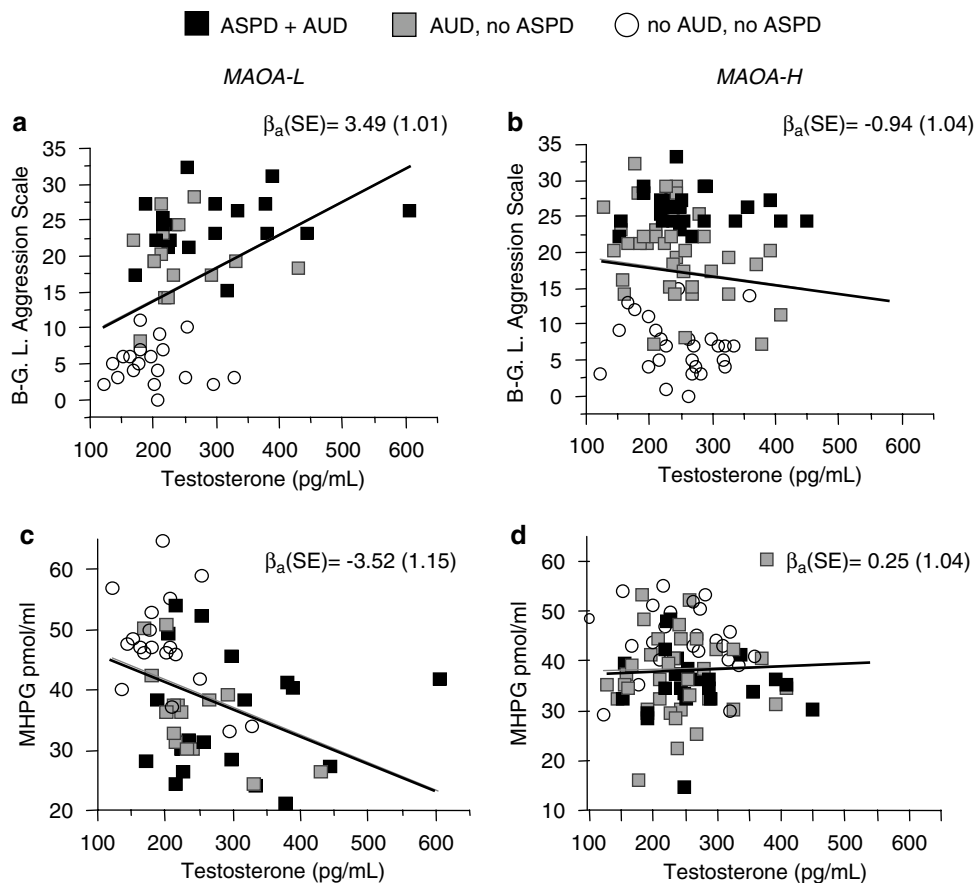 ASPD + AUD AUD, no ASPD no AUD, no ASPD
MAOA-L MAOA-H
a βa(SE)= 3.49 (1.01)
B-G. L. Aggression Scale
35
30
25
20
15
10
5
0
100 200 300 400 500 600
Testosterone (pg/mL)
b βa(SE)= -0.94 (1.04)
B-G. L. Aggression Scale
35
30
25
20
15
10
5
0
100 200 300 400 500 600
Testosterone (pg/mL)
c βa(SE)= -3.52 (1.15)
MHPG pmol/ml
60
50
40
30
20
100 200 300 400 500 600
Testosterone (pg/mL)
d βa(SE)= 0.25 (1.04)
MHPG pmol/ml
60
50
40
30
20
10
100 200 300 400 500 600
Testosterone (pg/mL)